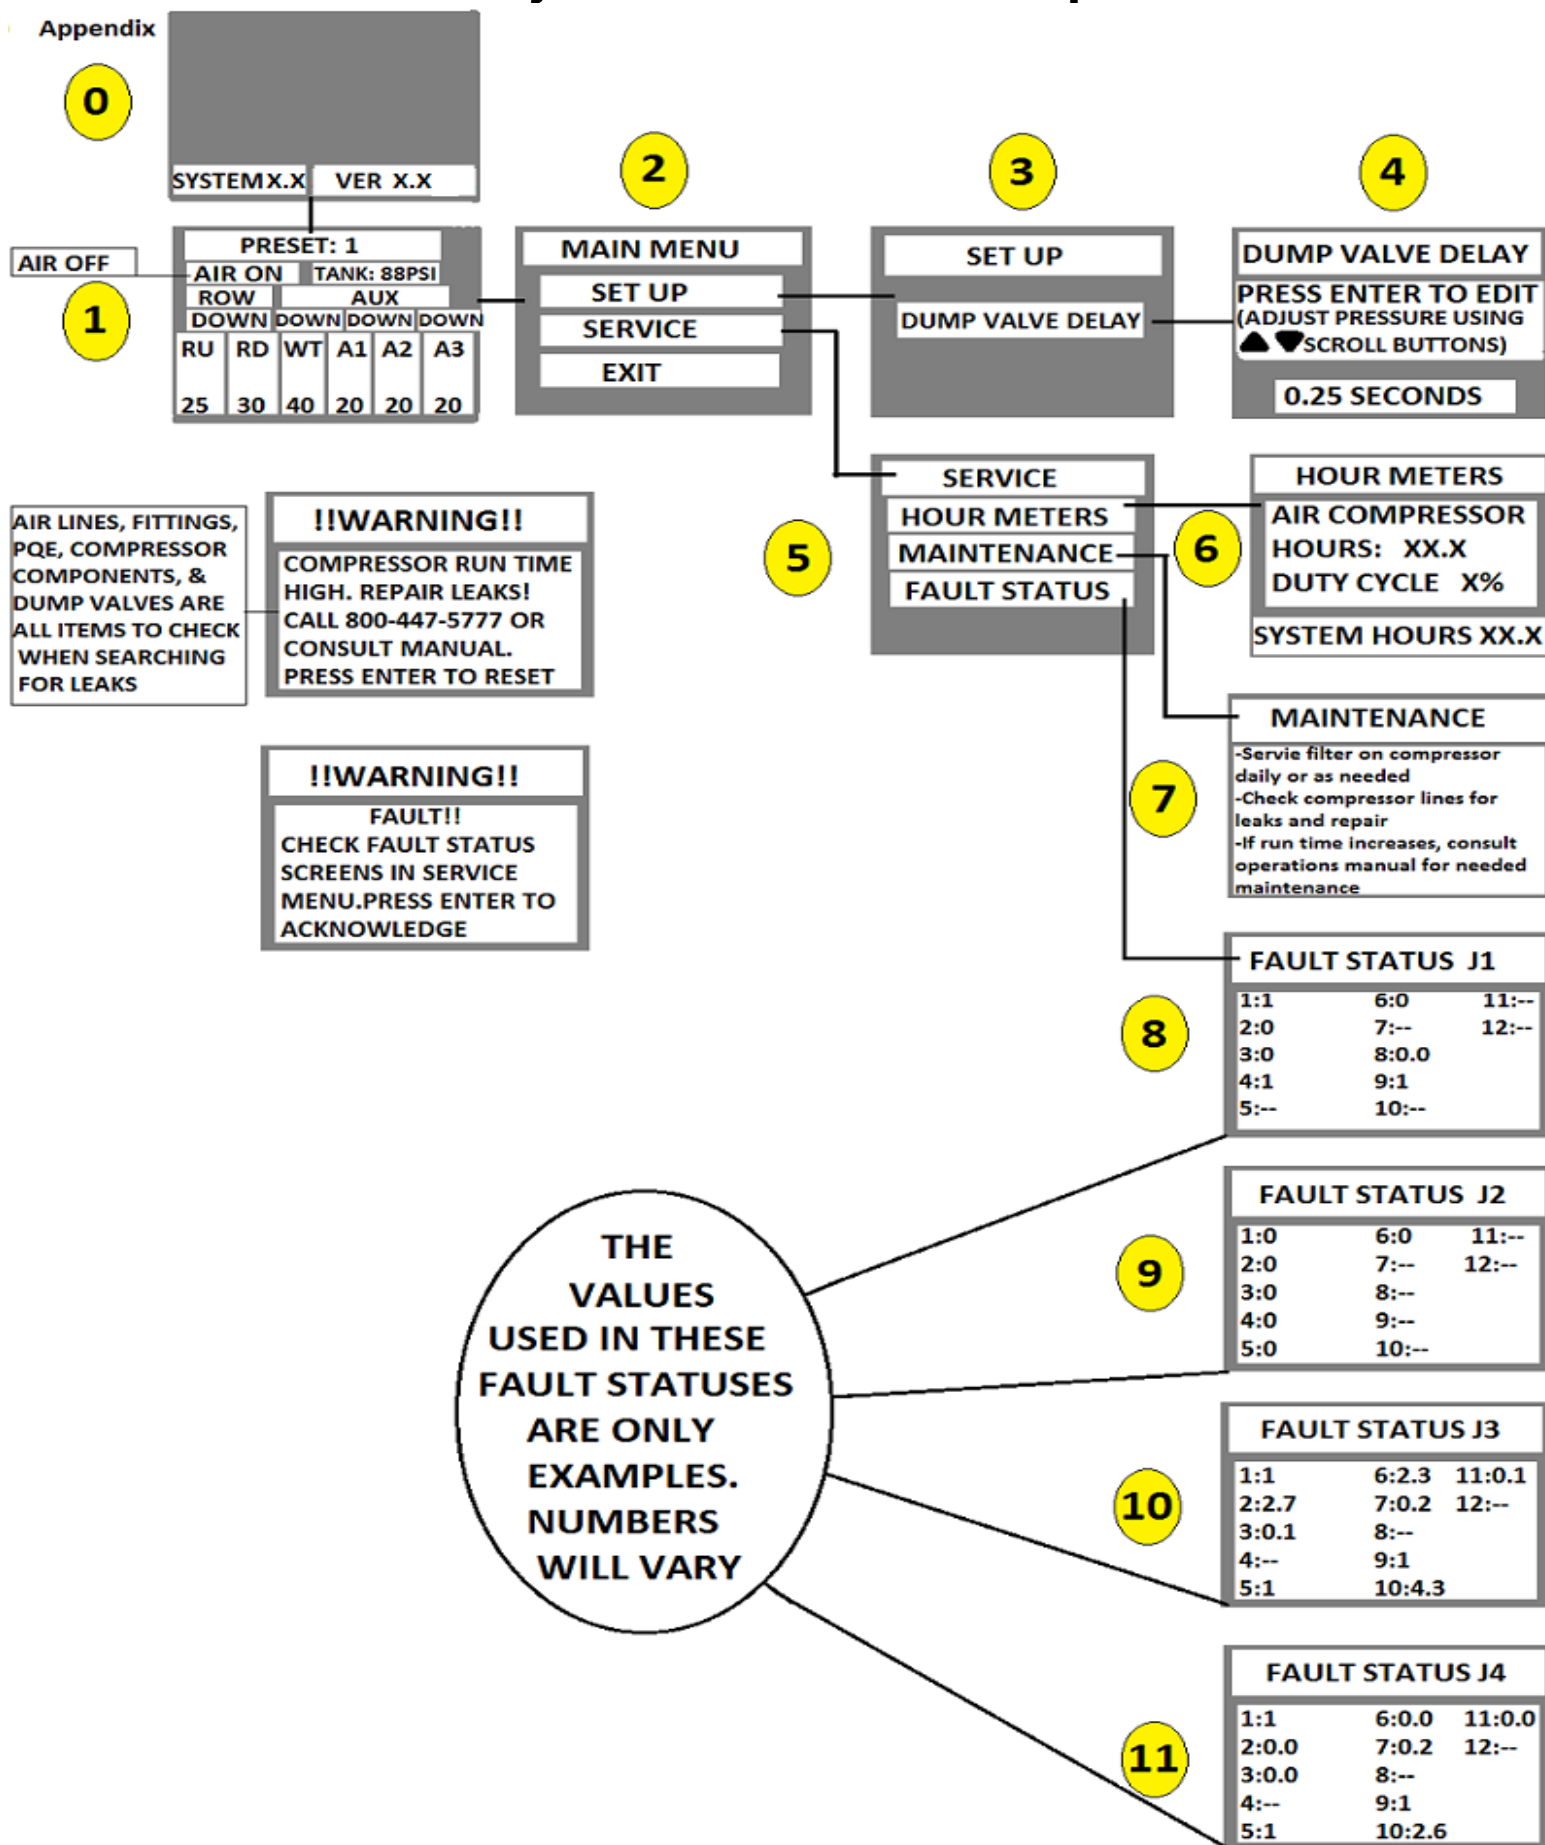 Appendix
0
SYSTEM X.X VER X.X
AIR OFF
1
PRESET: 1
AIR ON TANK: 88PSI
ROW AUX
DOWN DOWN DOWN DOWN
RU RD WT A1 A2 A3
25 30 40 20 20 20
2
MAIN MENU
SET UP
SERVICE
EXIT
3
SET UP
DUMP VALVE DELAY
4
DUMP VALVE DELAY
PRESS ENTER TO EDIT
(ADJUST PRESSURE USING
▲ ▼ SCROLL BUTTONS)
0.25 SECONDS
AIR LINES, FITTINGS,
PQE, COMPRESSOR
COMPONENTS, &
DUMP VALVES ARE
ALL ITEMS TO CHECK
WHEN SEARCHING
FOR LEAKS
!!WARNING!!
COMPRESSOR RUN TIME
HIGH. REPAIR LEAKS!
CALL 800-447-5777 OR
CONSULT MANUAL.
PRESS ENTER TO RESET
!!WARNING!!
FAULT!!
CHECK FAULT STATUS
SCREENS IN SERVICE
MENU.PRESS ENTER TO
ACKNOWLEDGE
5
SERVICE
HOUR METERS
MAINTENANCE
FAULT STATUS
6
HOUR METERS
AIR COMPRESSOR
HOURS: XX.X
DUTY CYCLE X%
SYSTEM HOURS XX.X
7
MAINTENANCE
-Servie filter on compressor
daily or as needed
-Check compressor lines for
leaks and repair
-If run time increases, consult
operations manual for needed
maintenance
8
FAULT STATUS J1
1:1 6:0 11:--
2:0 7:-- 12:--
3:0 8:0.0
4:1 9:1
5:-- 10:--
9
FAULT STATUS J2
1:0 6:0 11:--
2:0 7:-- 12:--
3:0 8:--
4:0 9:--
5:0 10:--
THE
VALUES
USED IN THESE
FAULT STATUSES
ARE ONLY
EXAMPLES.
NUMBERS
WILL VARY
10
FAULT STATUS J3
1:1 6:2.3 11:0.1
2:2.7 7:0.2 12:--
3:0.1 8:--
4:-- 9:1
5:1 10:4.3
11
FAULT STATUS J4
1:1 6:0.0 11:0.0
2:0.0 7:0.2 12:--
3:0.0 8:--
4:-- 9:1
5:1 10:2.6